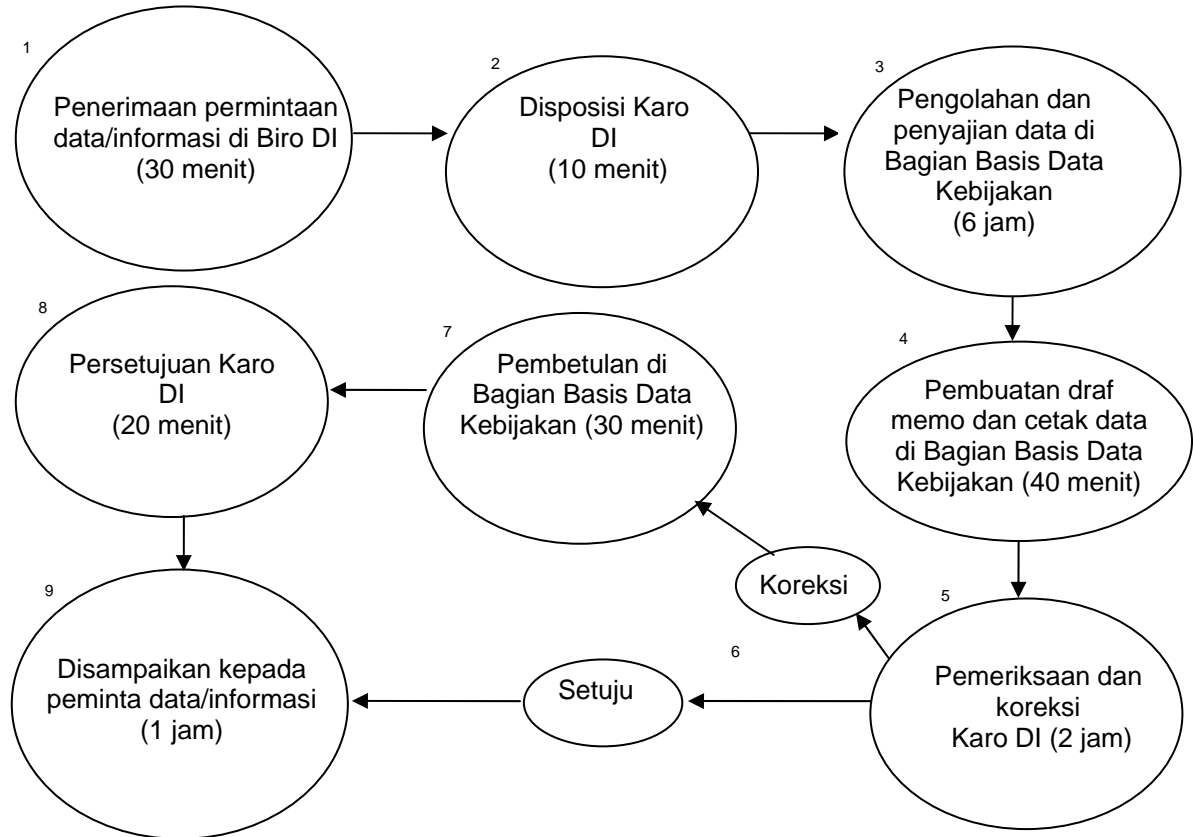 1
Penerimaan permintaan
data/informasi di Biro DI
(30 menit)
2
Disposisi Karo
DI
(10 menit)
3
Pengolahan dan
penyajian data di
Bagian Basis Data
Kebijakan
(6 jam)
4
Pembuatan draf
memo dan cetak data
di Bagian Basis Data
Kebijakan (40 menit)
5
Pemeriksaan dan
koreksi
Karo DI (2 jam)
6
Koreksi
Setuju
7
Pembetulan di
Bagian Basis Data
Kebijakan (30 menit)
8
Persetujuan Karo
DI
(20 menit)
9
Disampaikan kepada
peminta data/informasi
(1 jam)